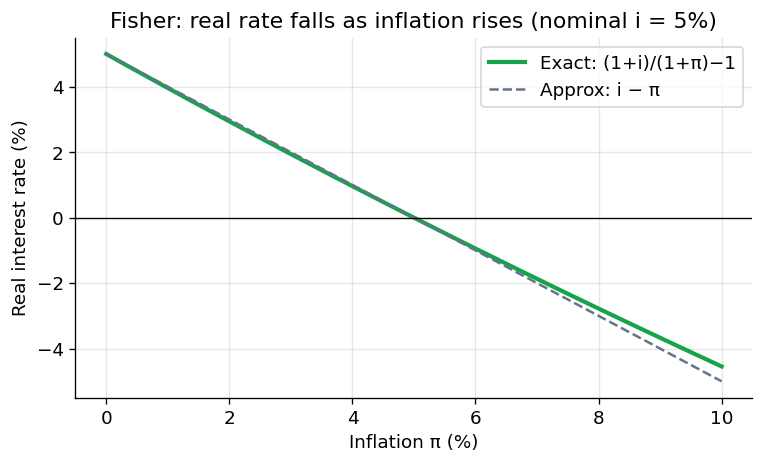 Fisher: real rate falls as inflation rises (nominal i = 5%)
Exact: (1+i)/(1+π)−1
Approx: i − π
Real interest rate (%)
4
2
0
−2
−4
0 2 4 6 8 10
Inflation π (%)